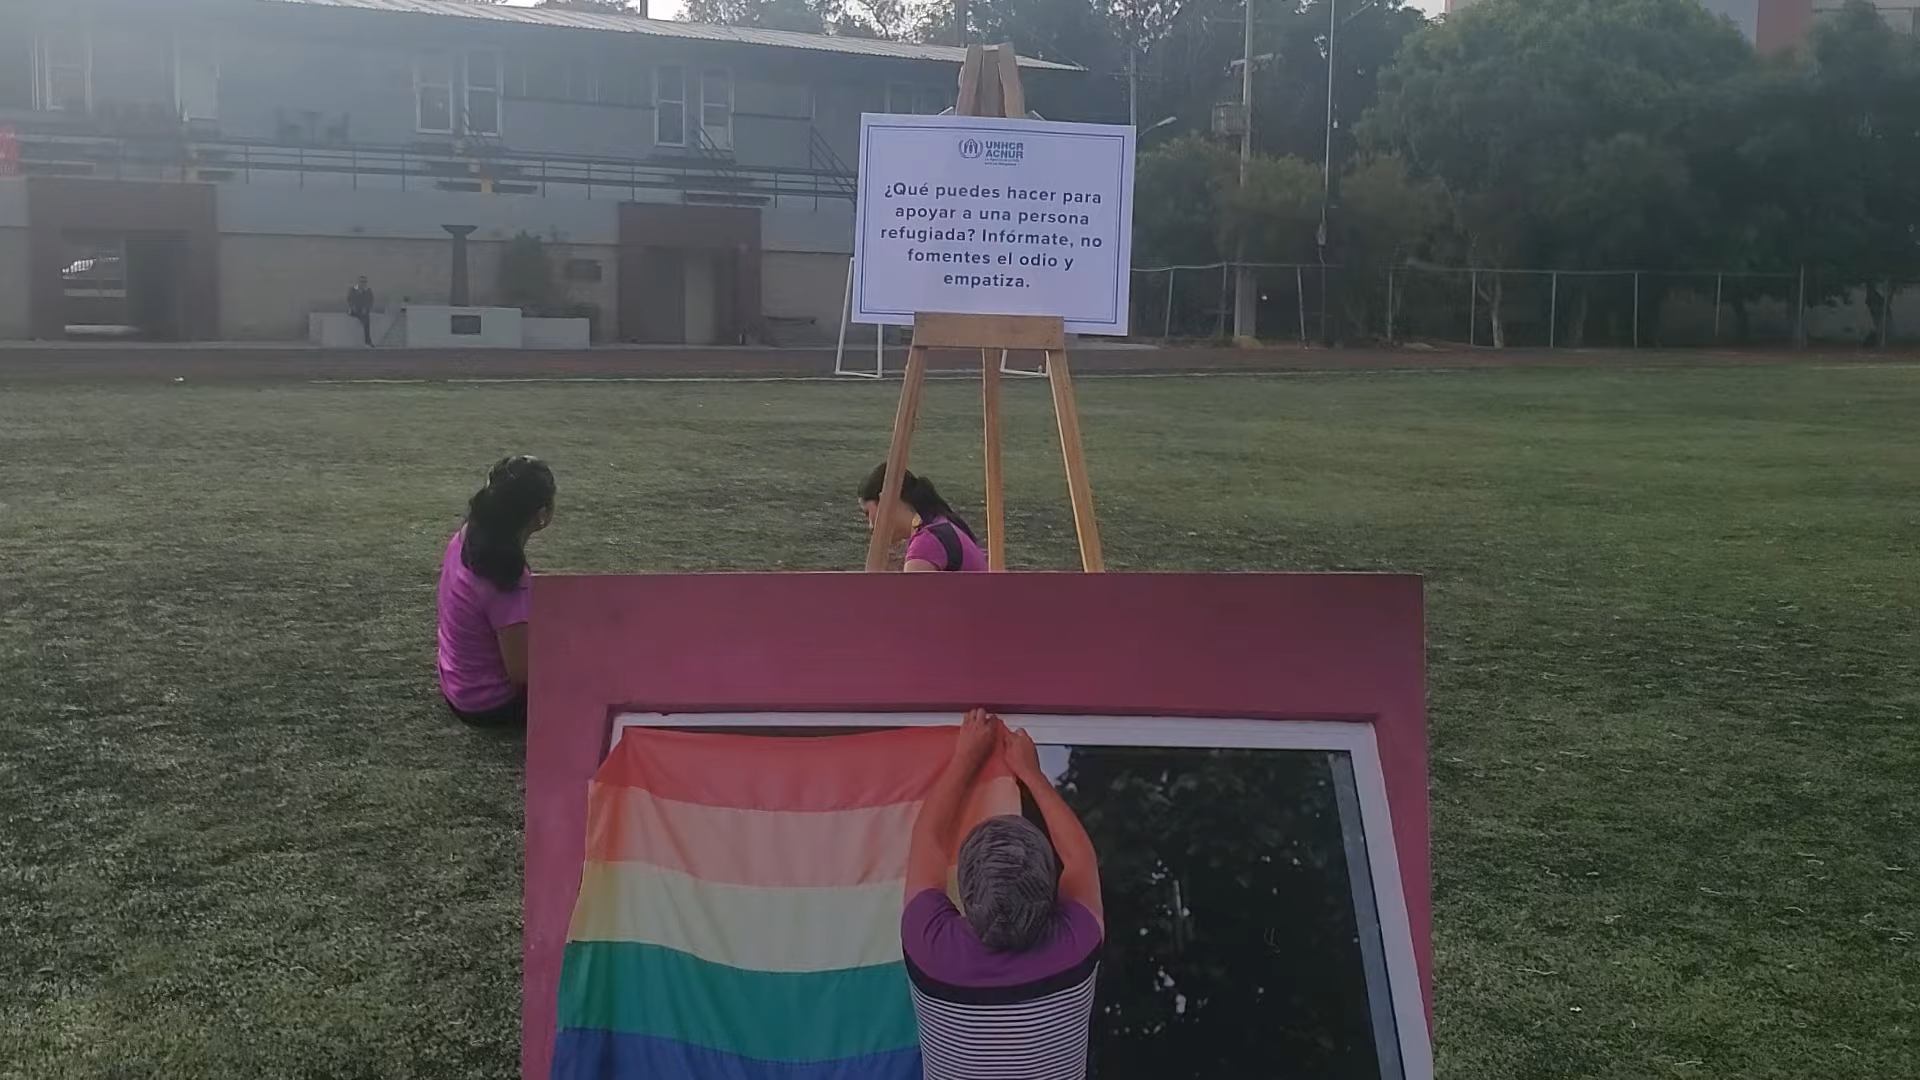 UNHCR
ACNUR
¿Qué puedes hacer para
apoyar a una persona
refugiada? Infórmate, no
fomentes el odio y
empatiza.